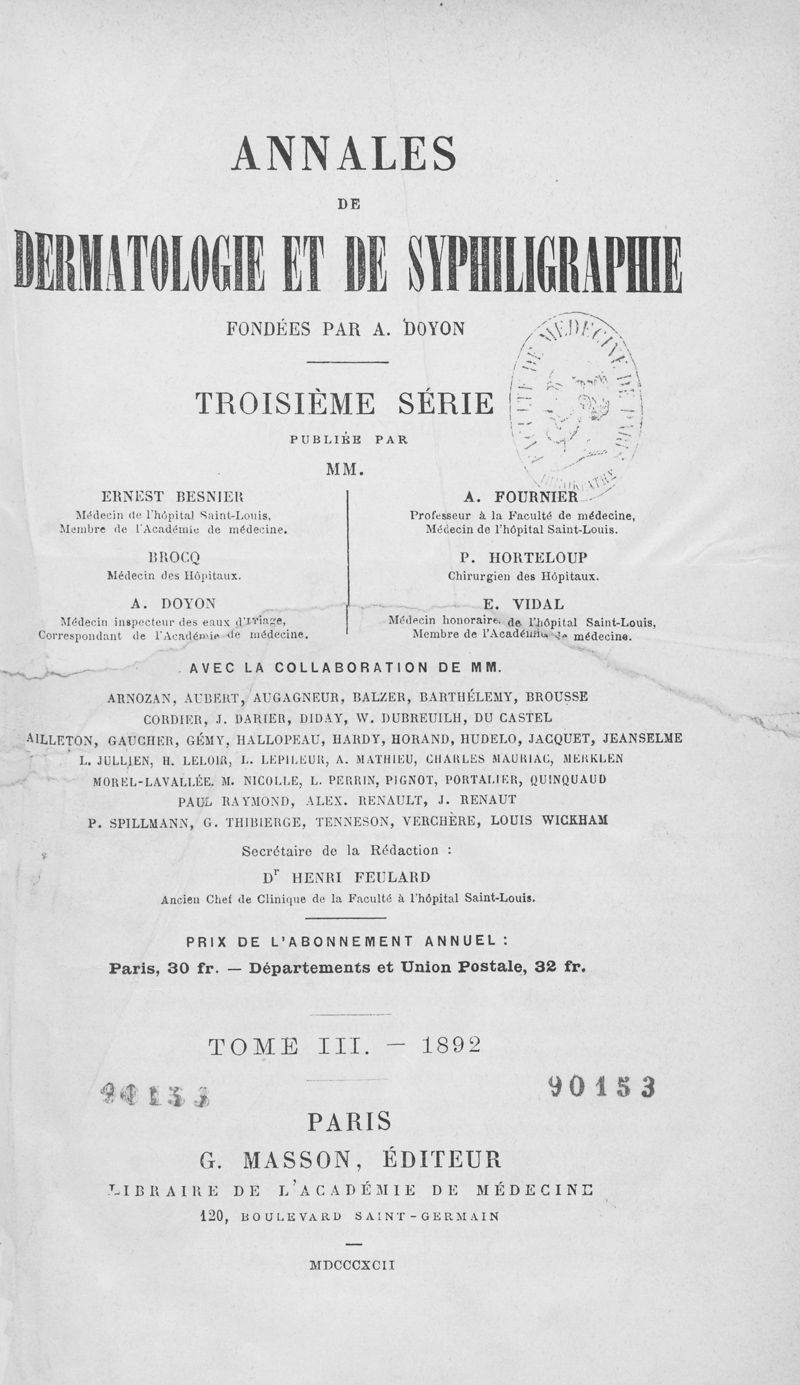 ANNALES
DE
DERMATOLOGIE ET DE SYPHILIGRAPHIE
FONDÉES PAR A. DOYON
TROISIÈME SÉRIE
PUBLIÉE PAR
MM.
ERNEST BESNIER
Médecin de l'hôpital Saint-Louis,
Membre de l'Académie de médecine.
BROCQ
Médecin des Hôpitaux.
A. DOYON
Médecin inspecteur des eaux d'Uriage,
Correspondant de l'Académie de médecine.
A. FOURNIER
Professeur à la Faculté de médecine,
Médecin de l'hôpital Saint-Louis.
P. HORTELOUP
Chirurgien des Hôpitaux.
E. VIDAL
Médecin honoraire de l'hôpital Saint-Louis,
Membre de l'Académie de médecine.
AVEC LA COLLABORATION DE MM.
ARNOZAN, AUBERT, AUGAGNEUR, BALZER, BARTHÉLEMY, BROUSSE
CORDIER, J. DARIER, DIDAY, W. DUBREUILH, DU CASTEL
AILLETON, GAUCHER, GÉMY, HALLOPEAU, HARDY, HORAND, HUDELO, JACQUET, JEANSELME
L. JULLIEN, H. LELOIR, L. LEPILEUR, A. MATHIEU, CHARLES MAURIAC, MERKLEN
MOREL-LAVALLÉE. M. NICOLLE, L. PERRIN, PIGNOT, PORTALIER, QUINQUAUD
PAUL RAYMOND, ALEX. RENAULT, J. RENAUT
P. SPILLMANN, G. THIBIERGE, TENNESON, VERCHÈRE, LOUIS WICKHAM
Secrétaire de la Rédaction :
Dr HENRI FEULARD
Ancien Chef de Clinique de la Faculté à l'hôpital Saint-Louis.
PRIX DE L'ABONNEMENT ANNUEL :
Paris, 30 fr. — Départements et Union Postale, 32 fr.
TOME III. — 1892
90153
PARIS
G. MASSON, ÉDITEUR
LIBRAIRE DE L'ACADÉMIE DE MÉDECINE
120, BOULEVARD SAINT-GERMAIN
MDCCCXCII